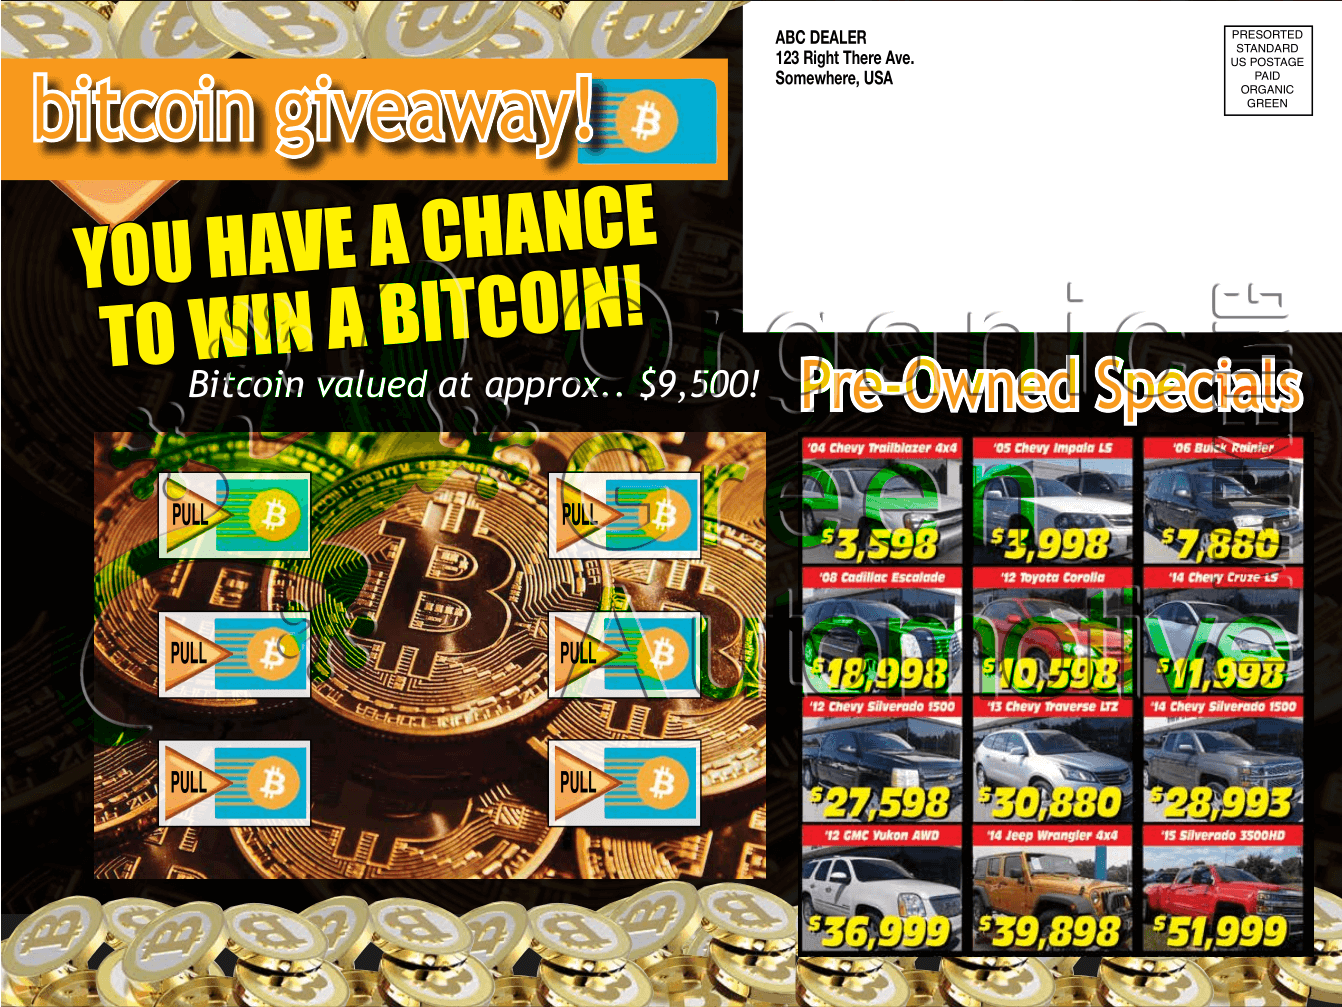 bitcoin giveaway!
YOU HAVE A CHANCE
TO WIN A BITCOIN!
Bitcoin valued at approx.. $9,500!
PULL
PULL
PULL
PULL
PULL
PULL
ABC DEALER
123 Right There Ave.
Somewhere, USA
PRESORTED
STANDARD
US POSTAGE
PAID
ORGANIC
GREEN
Pre-Owned Specials
'04 Chevy Trailblazer 4x4
$3,598
'05 Chevy Impala LS
$3,998
'06 Buick Rainier
$7,880
'08 Cadillac Escalade
$18,998
'12 Toyota Corolla
$10,598
'14 Chevy Cruze LS
$11,998
'12 Chevy Silverado 1500
$27,598
'13 Chevy Traverse LTZ
$30,880
'14 Chevy Silverado 1500
$28,993
'12 GMC Yukon AWD
$36,999
'14 Jeep Wrangler 4x4
$39,898
'15 Silverado 3500HD
$51,999
Organic
Green
Automotive